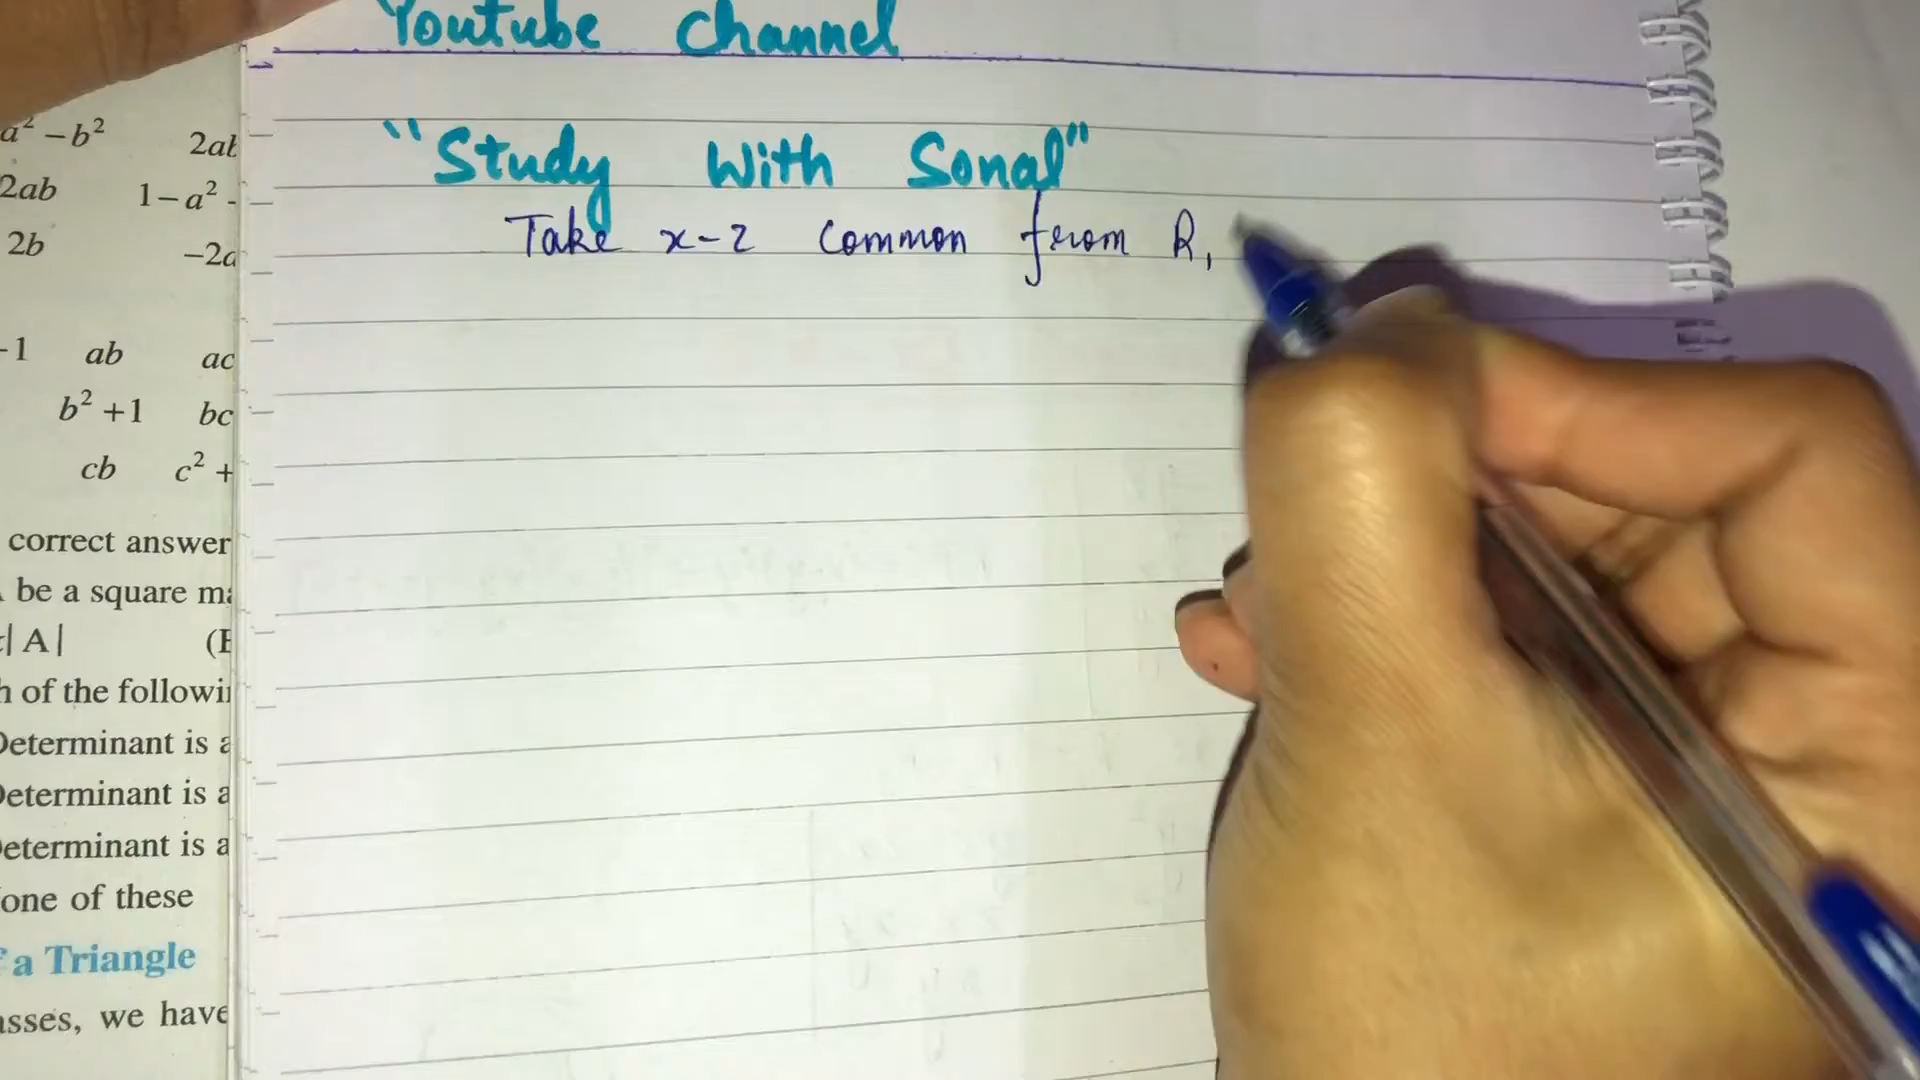 Youtube Channel
"Study With Sonal"
Take x-2 common from R,
a² - b² 2ab
2ab 1 - a² -
2b -2a
-1 ab ac
b² +1 bc
cb c² +
correct answer
be a square ma
| A |
of the followi
Determinant is a
Determinant is a
Determinant is a
one of these
a Triangle
asses, we have